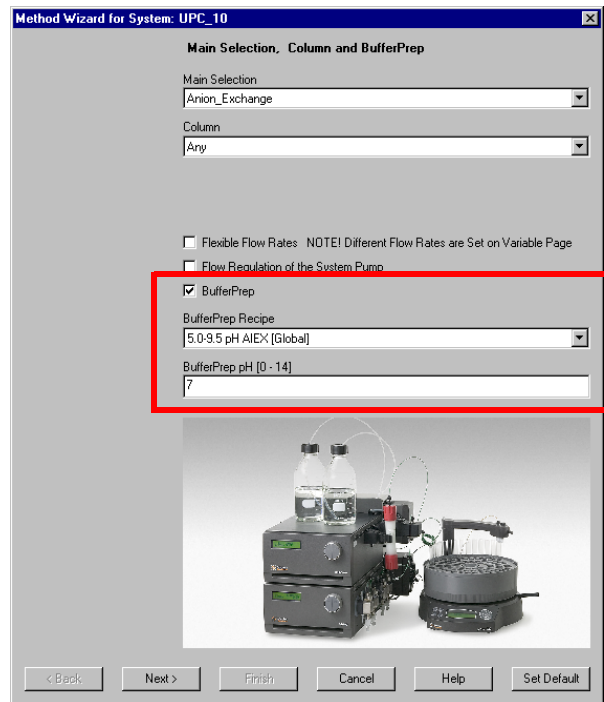 Method Wizard for System: UPC_10
Main Selection, Column and BufferPrep
Main Selection
Anion_Exchange
Column
Any
Flexible Flow Rates NOTE! Different Flow Rates are Set on Variable Page
Flow Regulation of the System Pump
BufferPrep
BufferPrep Recipe
5.0-9.5 pH AIEX [Global]
BufferPrep pH [0 - 14]
7
< Back
Next >
Finish
Cancel
Help
Set Default